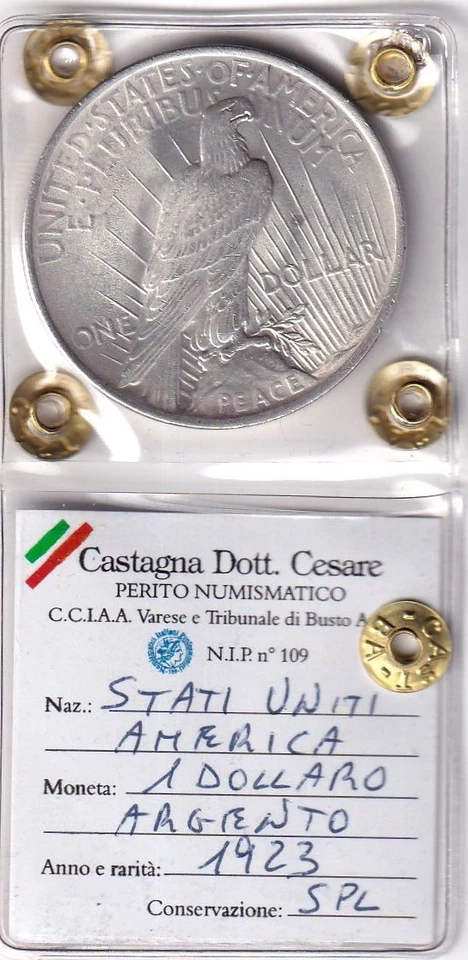 UNITED·STATES·OF·AMERICA
E·PLURIBUS UNUM
ONE DOLLAR
PEACE
Castagna Dott. Cesare
PERITO NUMISMATICO
C.C.I.A.A. Varese e Tribunale di Busto A
N.I.P. n° 109
Naz.: STATI UNITI
AMERICA
Moneta: 1 DOLLARO
ARGENTO
Anno e rarità: 1923
Conservazione: SPL